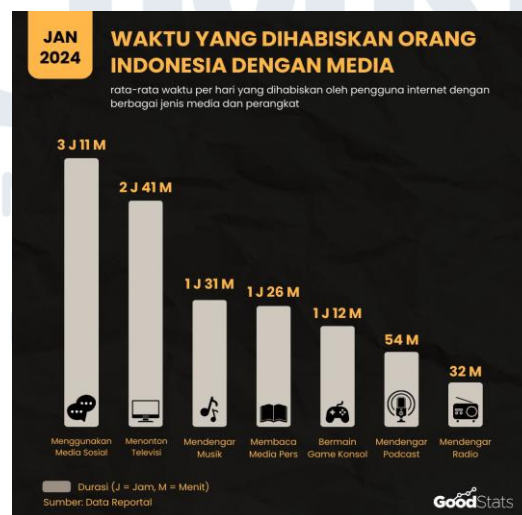 JAN
2024
WAKTU YANG DIHABISKAN ORANG
INDONESIA DENGAN MEDIA
rata-rata waktu per hari yang dihabiskan oleh pengguna internet dengan
berbagai jenis media dan perangkat
3 J 11 M
2 J 41 M
1 J 31 M
1 J 26 M
1 J 12 M
54 M
32 M
Menggunakan
Media Sosial
Menonton
Televisi
Mendengar
Musik
Membaca
Media Pers
Bermain
Game Konsol
Mendengar
Podcast
Mendengar
Radio
Durasi (J = Jam, M = Menit)
Sumber: Data Reportal
GoodStats